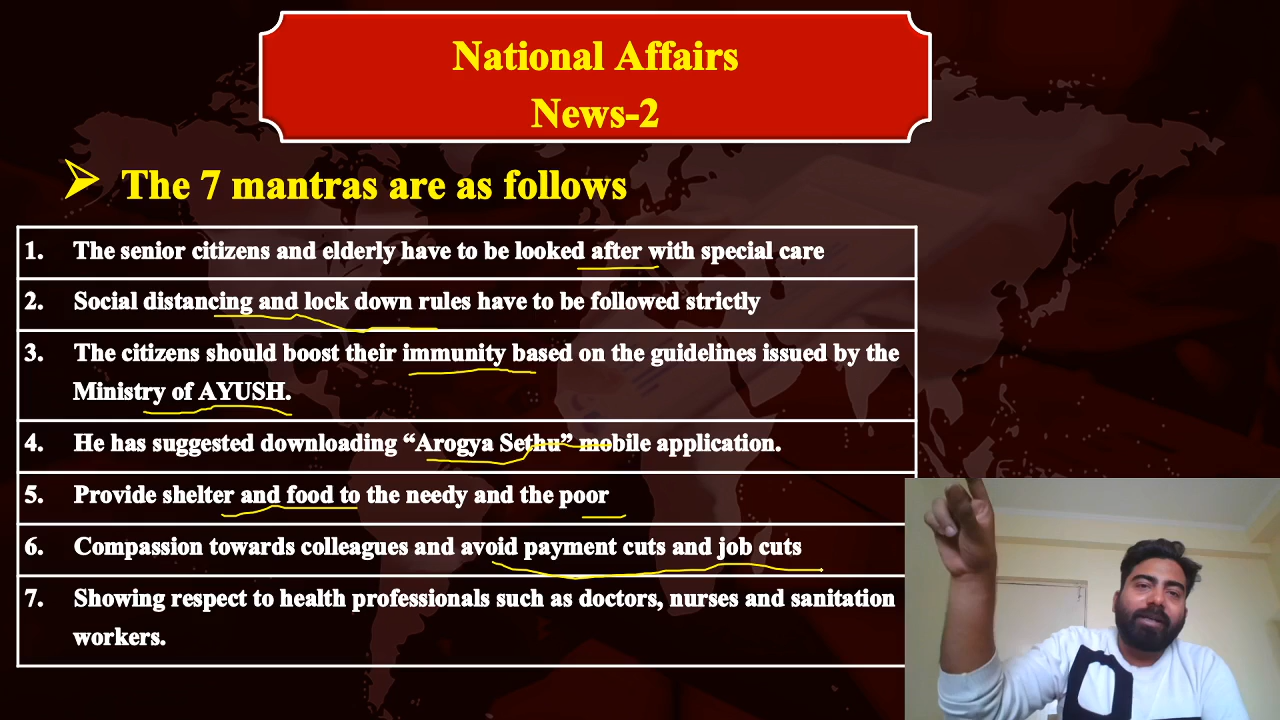 National Affairs
News-2
The 7 mantras are as follows
1. The senior citizens and elderly have to be looked after with special care
2. Social distancing and lock down rules have to be followed strictly
3. The citizens should boost their immunity based on the guidelines issued by the
Ministry of AYUSH.
4. He has suggested downloading “Arogya Sethu” mobile application.
5. Provide shelter and food to the needy and the poor
6. Compassion towards colleagues and avoid payment cuts and job cuts
7. Showing respect to health professionals such as doctors, nurses and sanitation
workers.